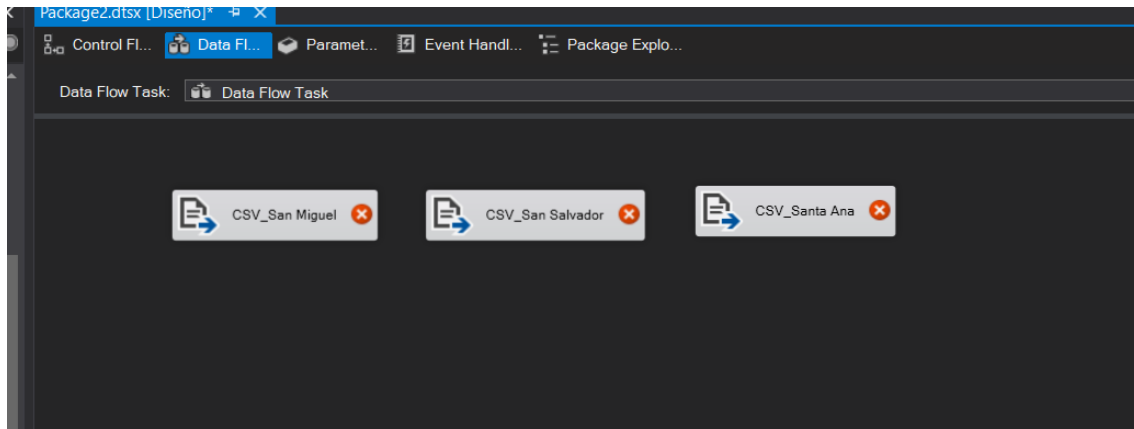 Package2.dtsx [Diseño]*
Control Fl... Data Fl... Paramet... Event Handl... Package Explo...
Data Flow Task: Data Flow Task
CSV_San Miguel CSV_San Salvador CSV_Santa Ana